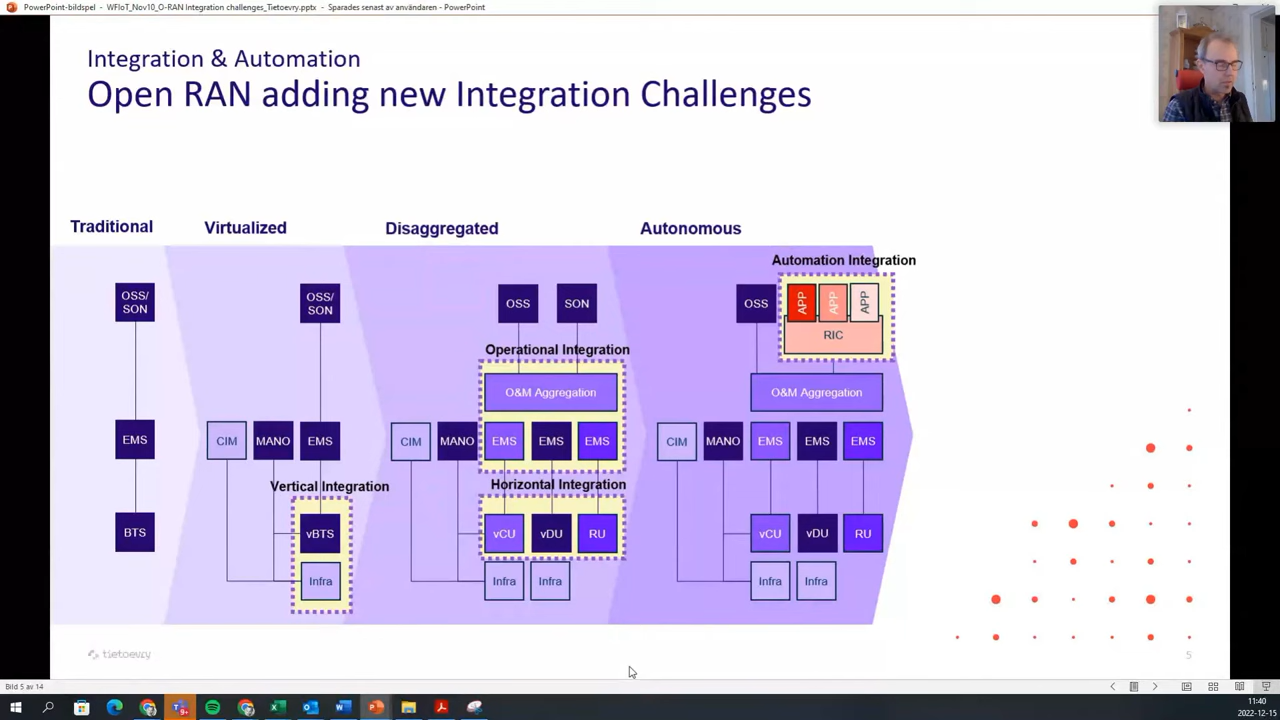 PowerPoint-bildspel - WFIoT_Nov10_O-RAN Integration challenges_Tietoevry.pptx - Sparades senast av användaren - PowerPoint
Integration & Automation
Open RAN adding new Integration Challenges
Traditional
Virtualized
Disaggregated
Autonomous
Automation Integration
OSS/
SON
OSS/
SON
OSS
SON
OSS
APP
APP
APP
RIC
Operational Integration
O&M Aggregation
O&M Aggregation
EMS
CIM
MANO
EMS
CIM
MANO
EMS
EMS
EMS
CIM
MANO
EMS
EMS
EMS
Vertical Integration
Horizontal Integration
BTS
vBTS
vCU
vDU
RU
vCU
vDU
RU
Infra
Infra
Infra
Infra
Infra
tietoevry
5
Bild 5 av 14
9+
11:40
2022-12-15